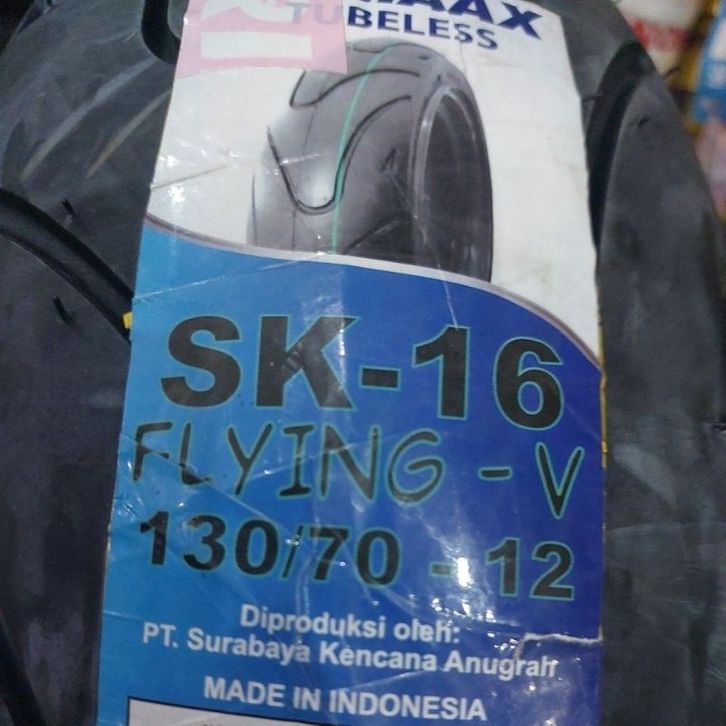 TUBELESS
SK-16
FLYING - V
130/70 - 12
Diproduksi oleh:
PT. Surabaya Kencana Anugrah
MADE IN INDONESIA